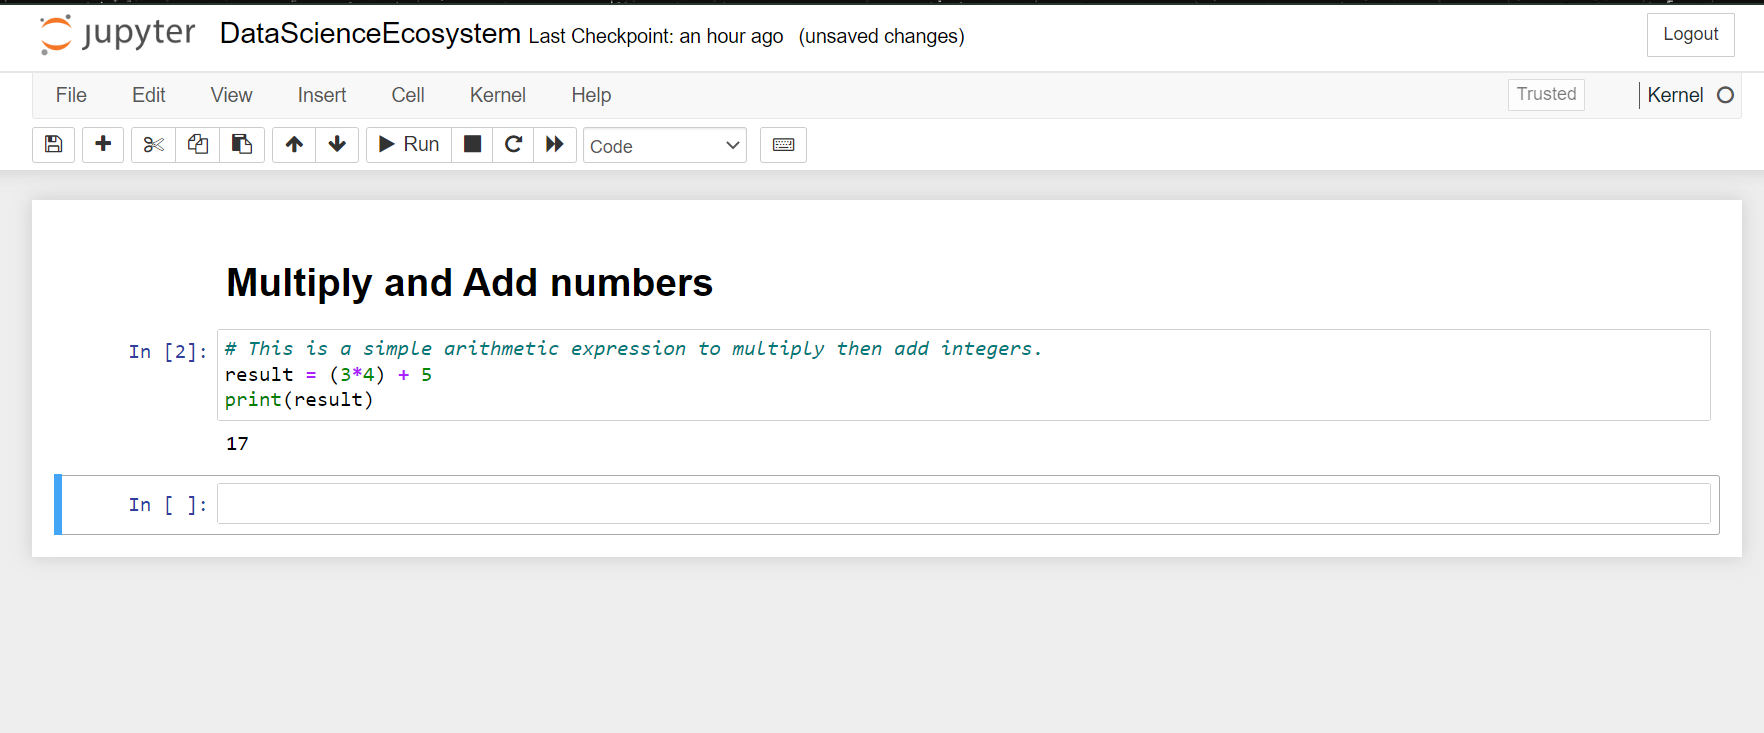 jupyter DataScienceEcosystem Last Checkpoint: an hour ago (unsaved changes) Logout
File Edit View Insert Cell Kernel Help Trusted Kernel
Run Code
Multiply and Add numbers
In [2]: # This is a simple arithmetic expression to multiply then add integers.
result = (3*4) + 5
print(result)
17
In [ ]: